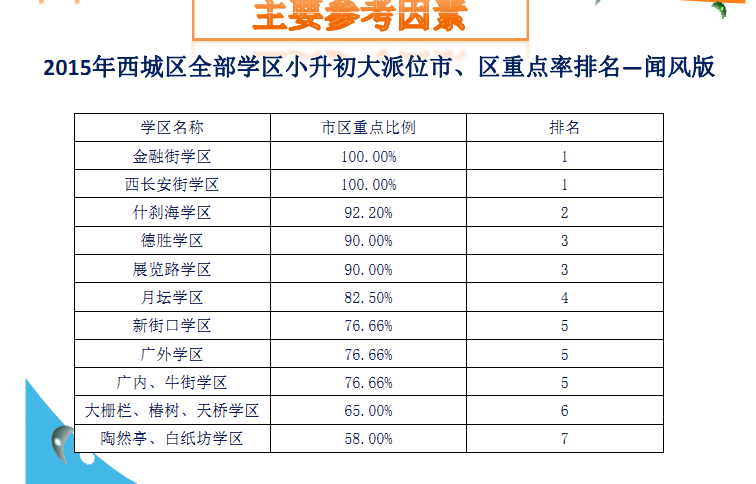 主要参考因素
2015年西城区全部学区小升初大派位市、区重点率排名—闻风版
学区名称 市区重点比例 排名
金融街学区 100.00% 1
西长安街学区 100.00% 1
什刹海学区 92.20% 2
德胜学区 90.00% 3
展览路学区 90.00% 3
月坛学区 82.50% 4
新街口学区 76.66% 5
广外学区 76.66% 5
广内、牛街学区 76.66% 5
大栅栏、椿树、天桥学区 65.00% 6
陶然亭、白纸坊学区 58.00% 7